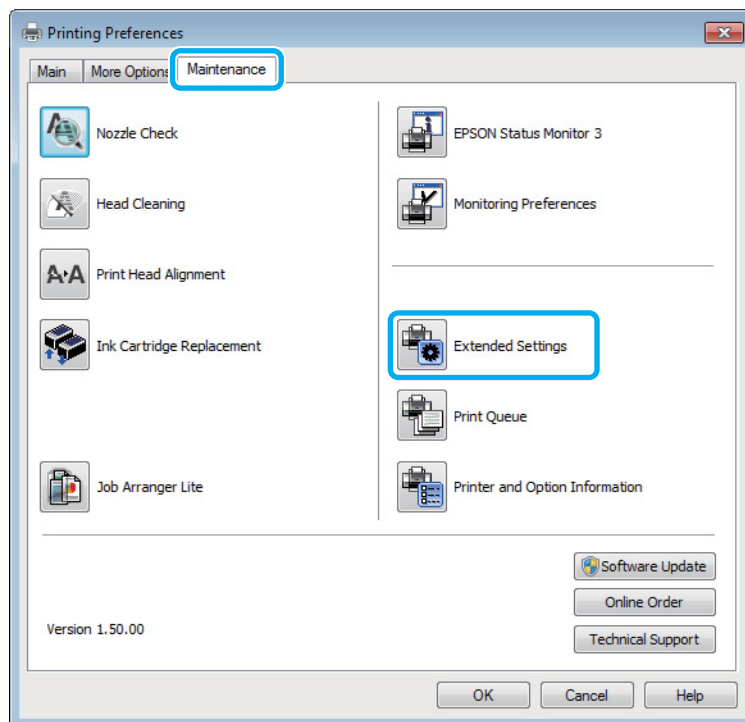 Printing Preferences
Main
More Options
Maintenance
Nozzle Check
Head Cleaning
Print Head Alignment
Ink Cartridge Replacement
Job Arranger Lite
EPSON Status Monitor 3
Monitoring Preferences
Extended Settings
Print Queue
Printer and Option Information
Software Update
Online Order
Technical Support
Version 1.50.00
OK
Cancel
Help